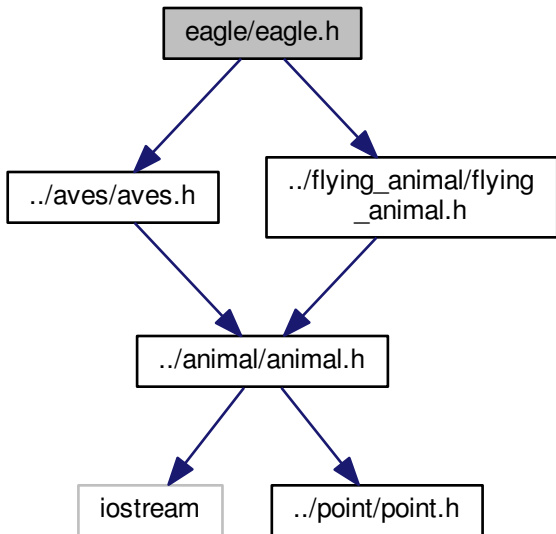 eagle/eagle.h
../aves/aves.h
../flying_animal/flying
_animal.h
../animal/animal.h
iostream
../point/point.h